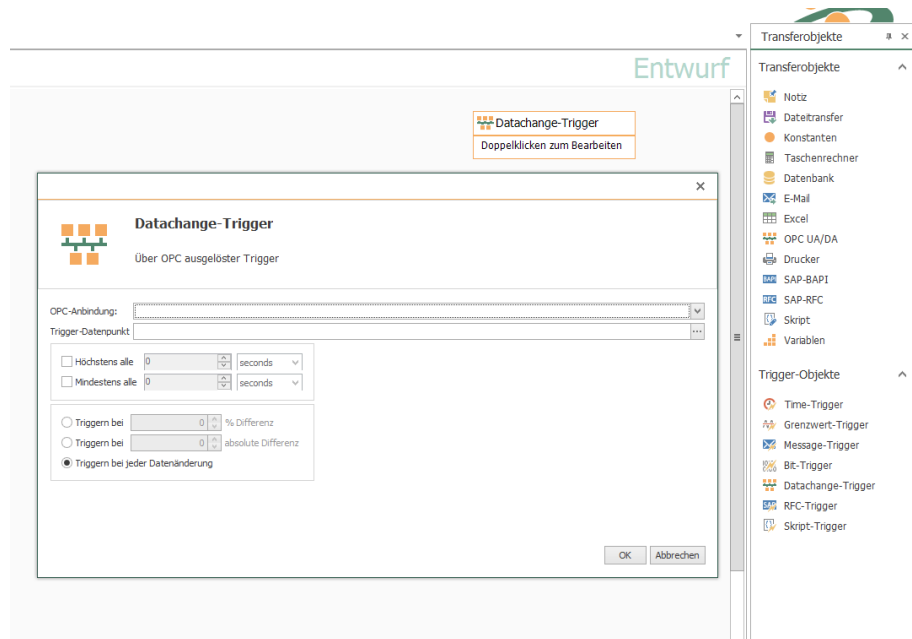 Transferobjekte
Entwurf
Datachange-Trigger
Doppelklicken zum Bearbeiten
Datachange-Trigger
Über OPC ausgelöster Trigger
OPC-Anbindung:
Trigger-Datenpunkt
...
Höchstens alle 0 seconds
Mindestens alle 0 seconds
Triggern bei 0 % Differenz
Triggern bei 0 absolute Differenz
Triggern bei jeder Datenänderung
OK Abbrechen
Transferobjekte
Notiz
Dateitransfer
Konstanten
Taschenrechner
Datenbank
E-Mail
Excel
OPC UA/DA
Drucker
BAPI SAP-BAPI
RFC SAP-RFC
Skript
Variablen
Trigger-Objekte
Time-Trigger
Grenzwert-Trigger
Message-Trigger
Bit-Trigger
Datachange-Trigger
SAP RFC-Trigger
Skript-Trigger